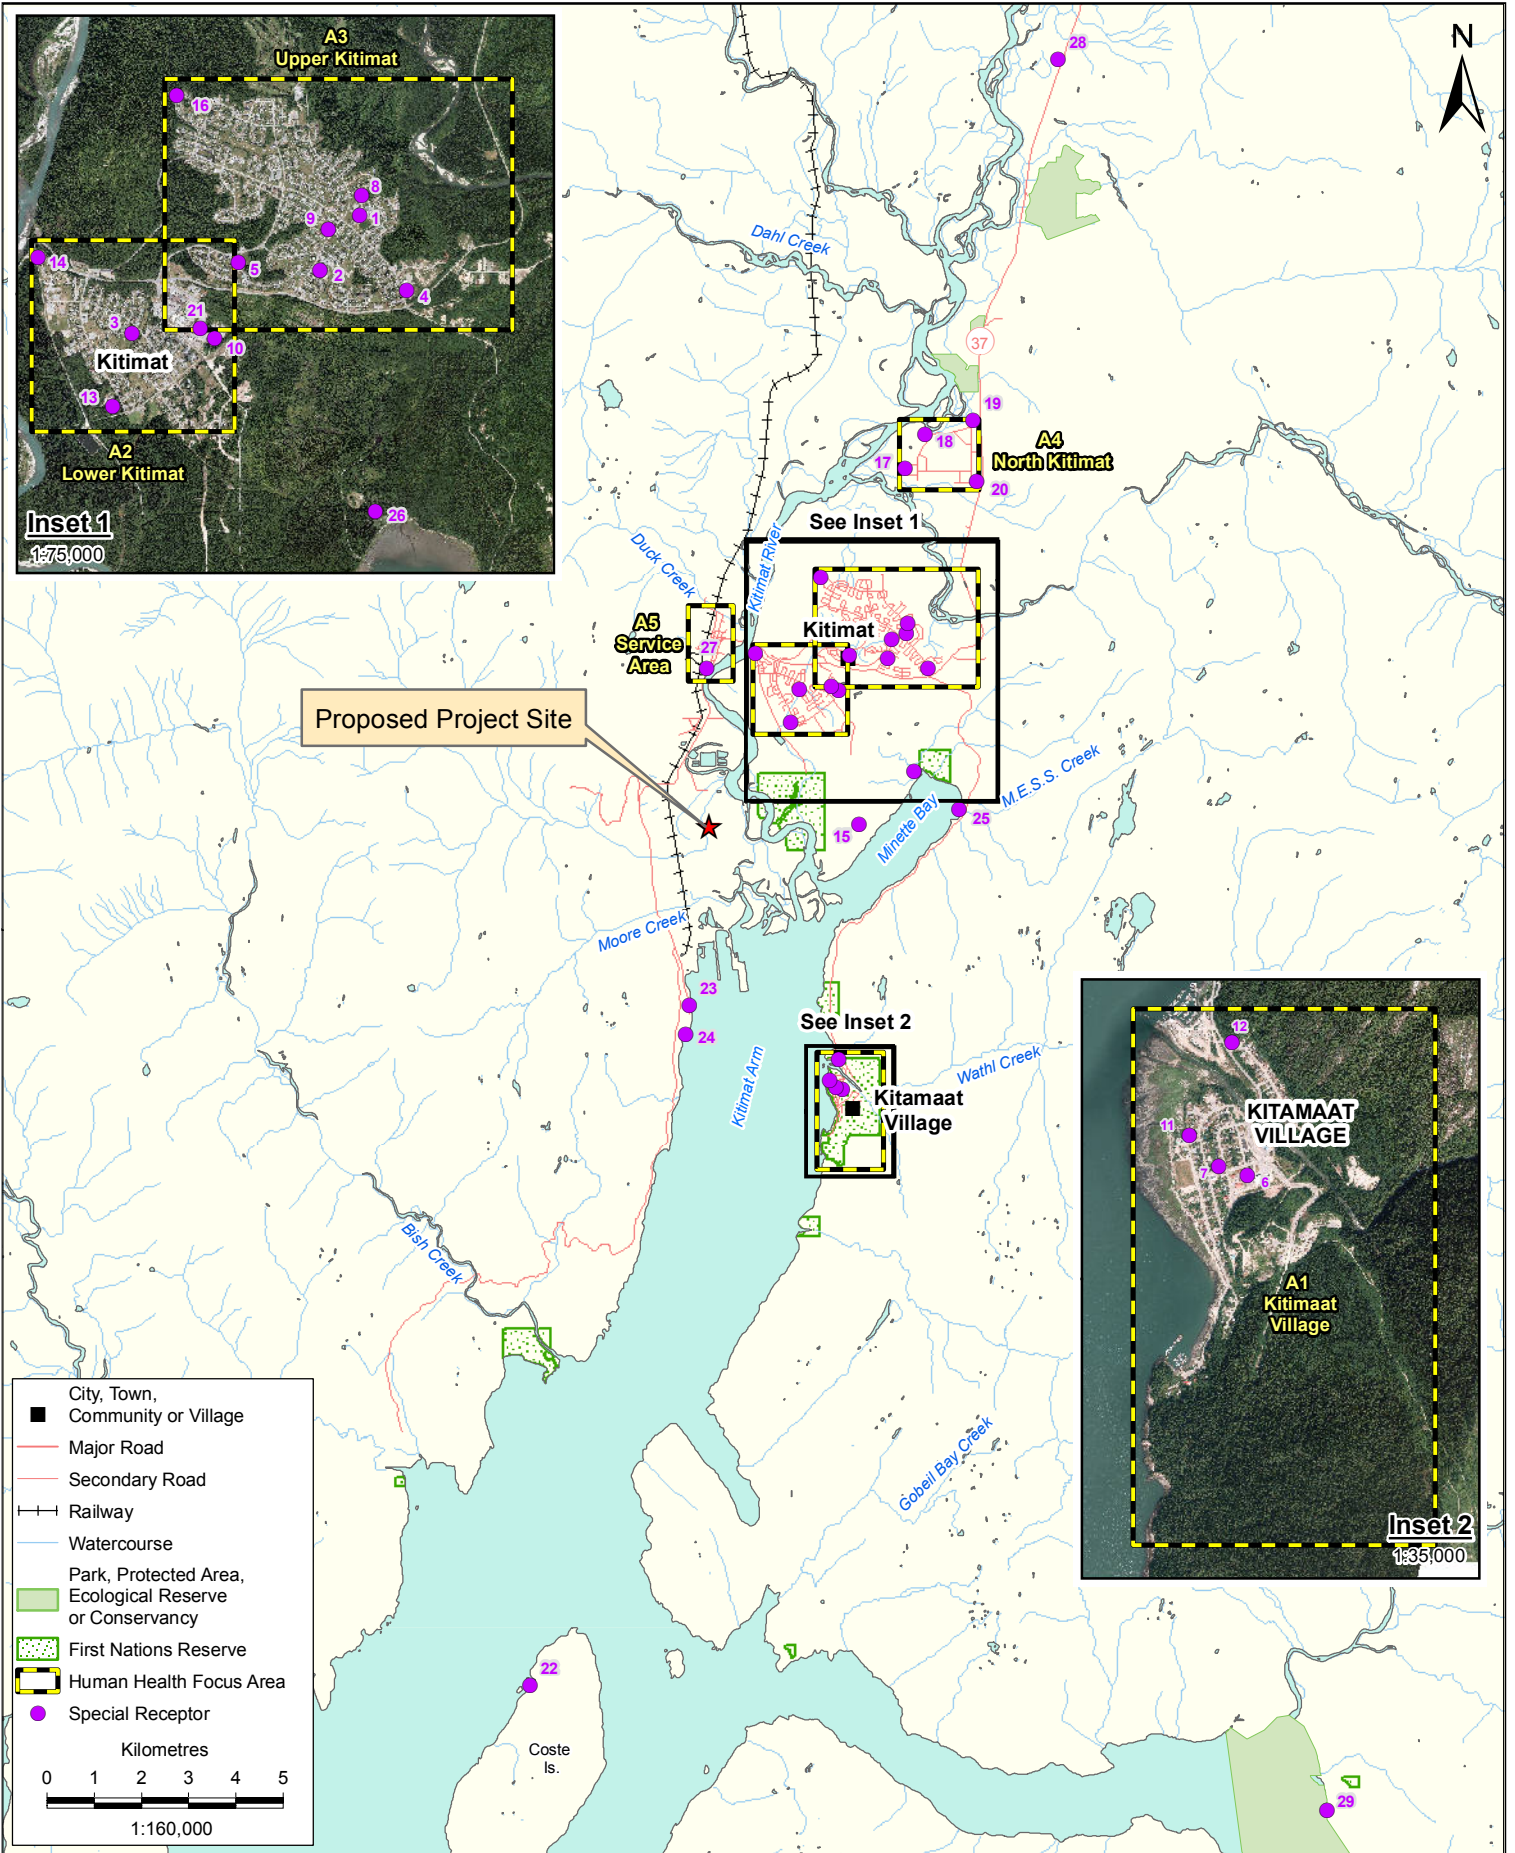 A3
Upper Kitimat
16
8
1
9
2
5
4
14
21
3
10
Kitimat
13
A2
Lower Kitimat
26
Inset 1
1:75,000
N
28
Dahl Creek
37
19
18
A4
North Kitimat
17
20
See Inset 1
Duck Creek
Kitimat River
A5
Service
Area
27
Kitimat
Proposed Project Site
M.E.S.S. Creek
Minette Bay
25
15
Moore Creek
23
24
See Inset 2
Kitimat Arm
Wathl Creek
Kitamaat
Village
12
KITAMAAT
VILLAGE
11
7
6
A1
Kitimaat
Village
Inset 2
1:35,000
Bish Creek
Gobeil Bay Creek
22
Coste
Is.
29
City, Town,
Community or Village
Major Road
Secondary Road
Railway
Watercourse
Park, Protected Area,
Ecological Reserve
or Conservancy
First Nations Reserve
Human Health Focus Area
Special Receptor
Kilometres
0 1 2 3 4 5
1:160,000